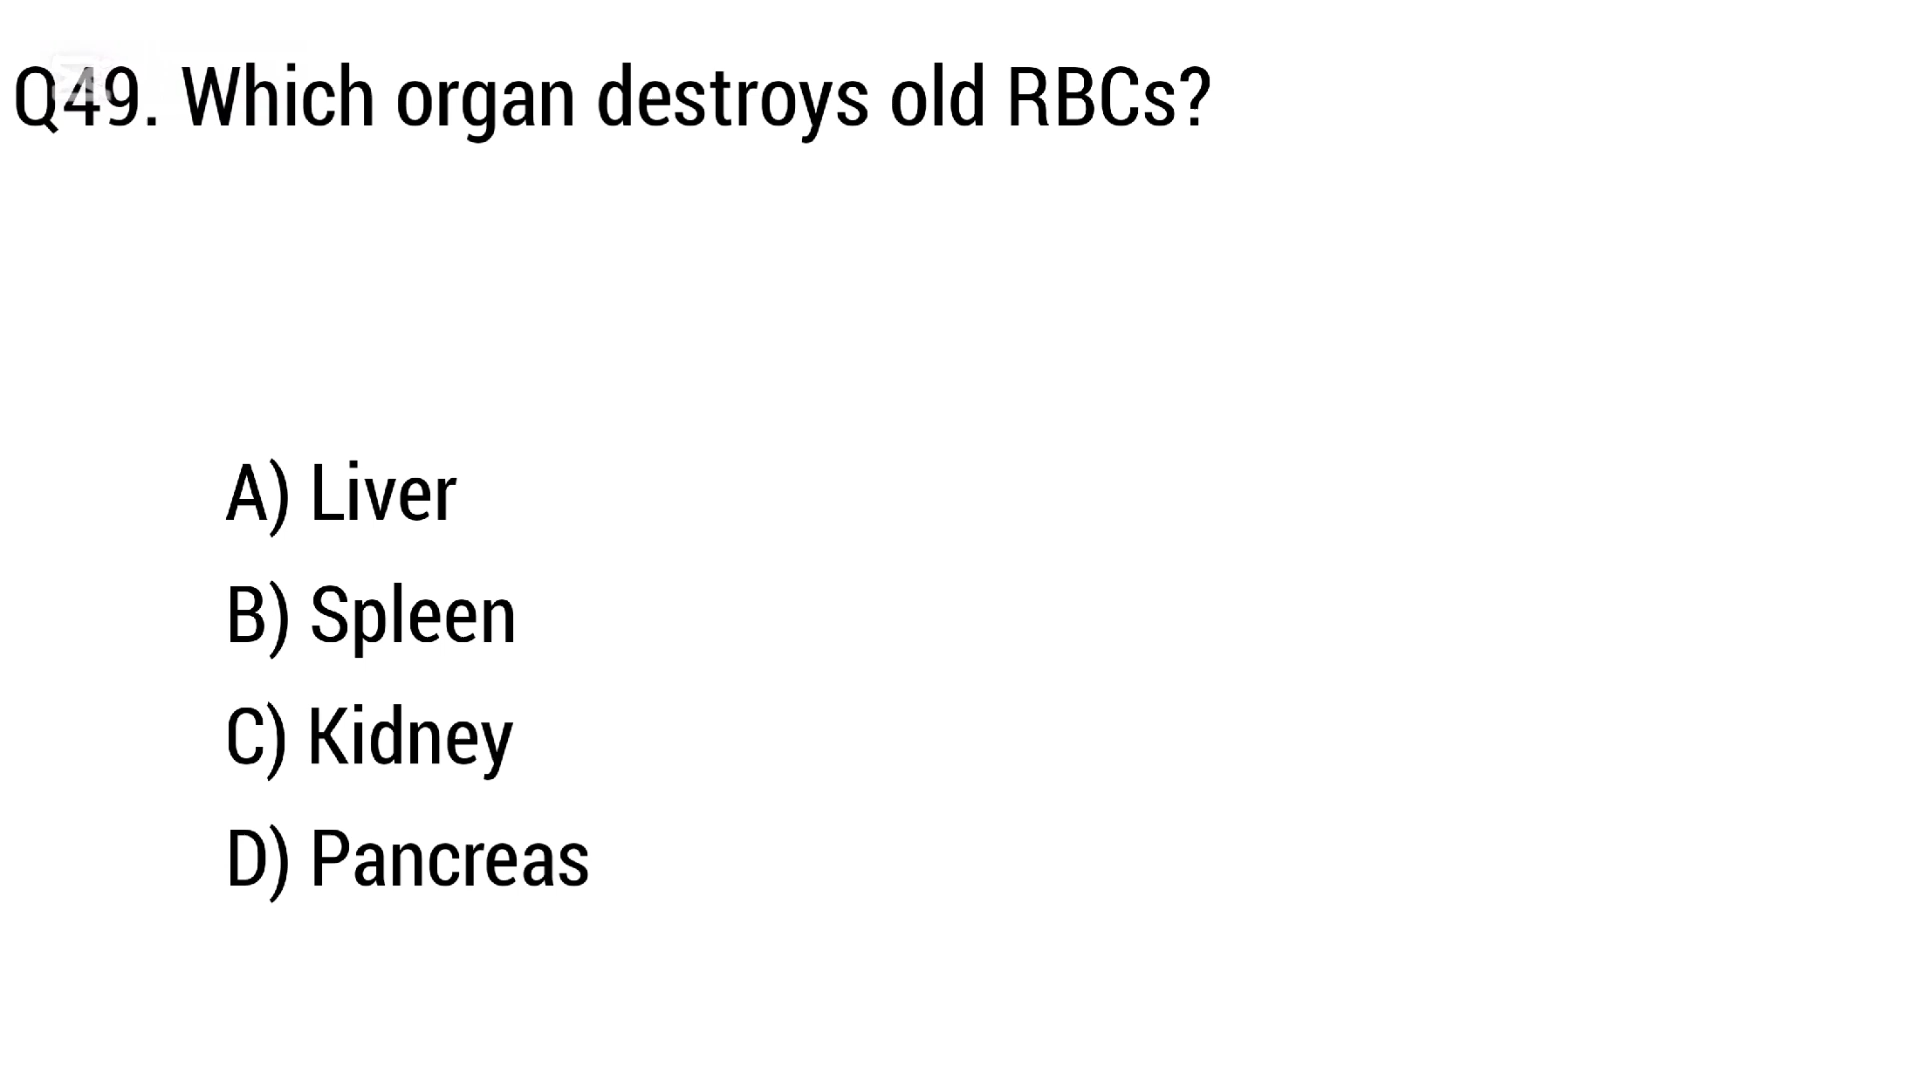 Q49. Which organ destroys old RBCs?
A) Liver
B) Spleen
C) Kidney
D) Pancreas